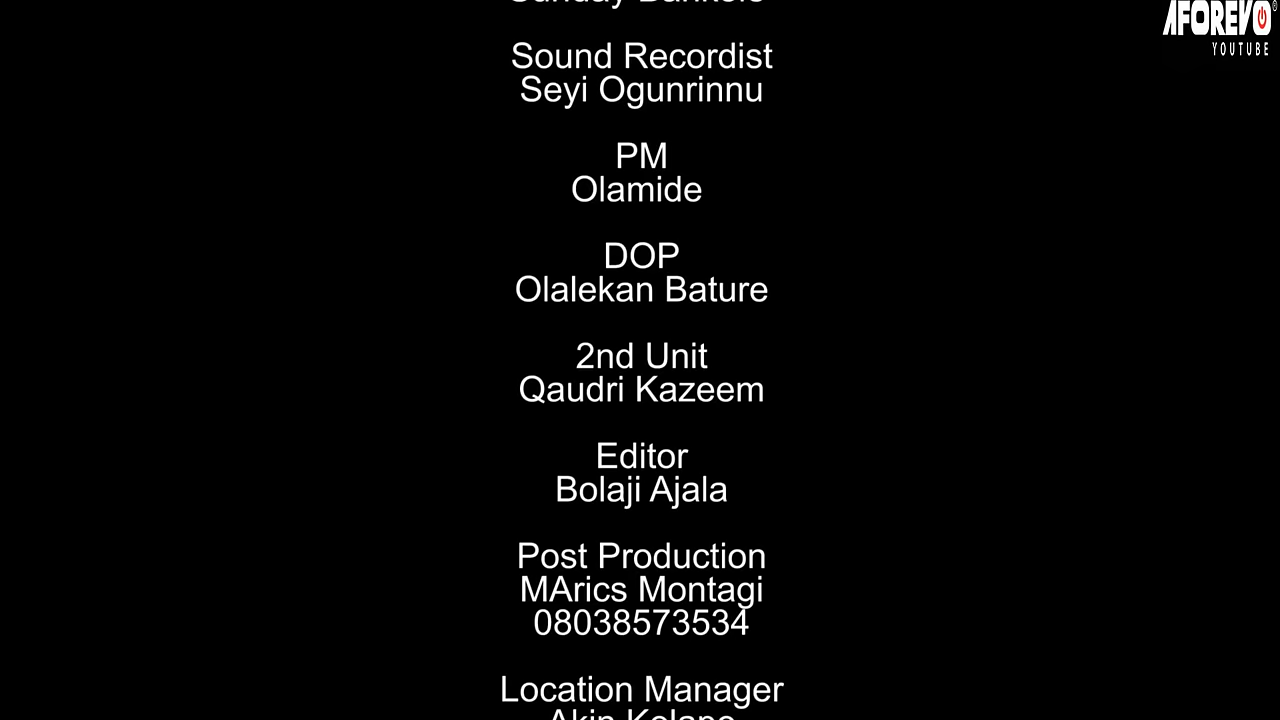 AFOREVO
YOUTUBE
Sound Recordist
Seyi Ogunrinnu
PM
Olamide
DOP
Olalekan Bature
2nd Unit
Qaudri Kazeem
Editor
Bolaji Ajala
Post Production
MArics Montagi
08038573534
Location Manager